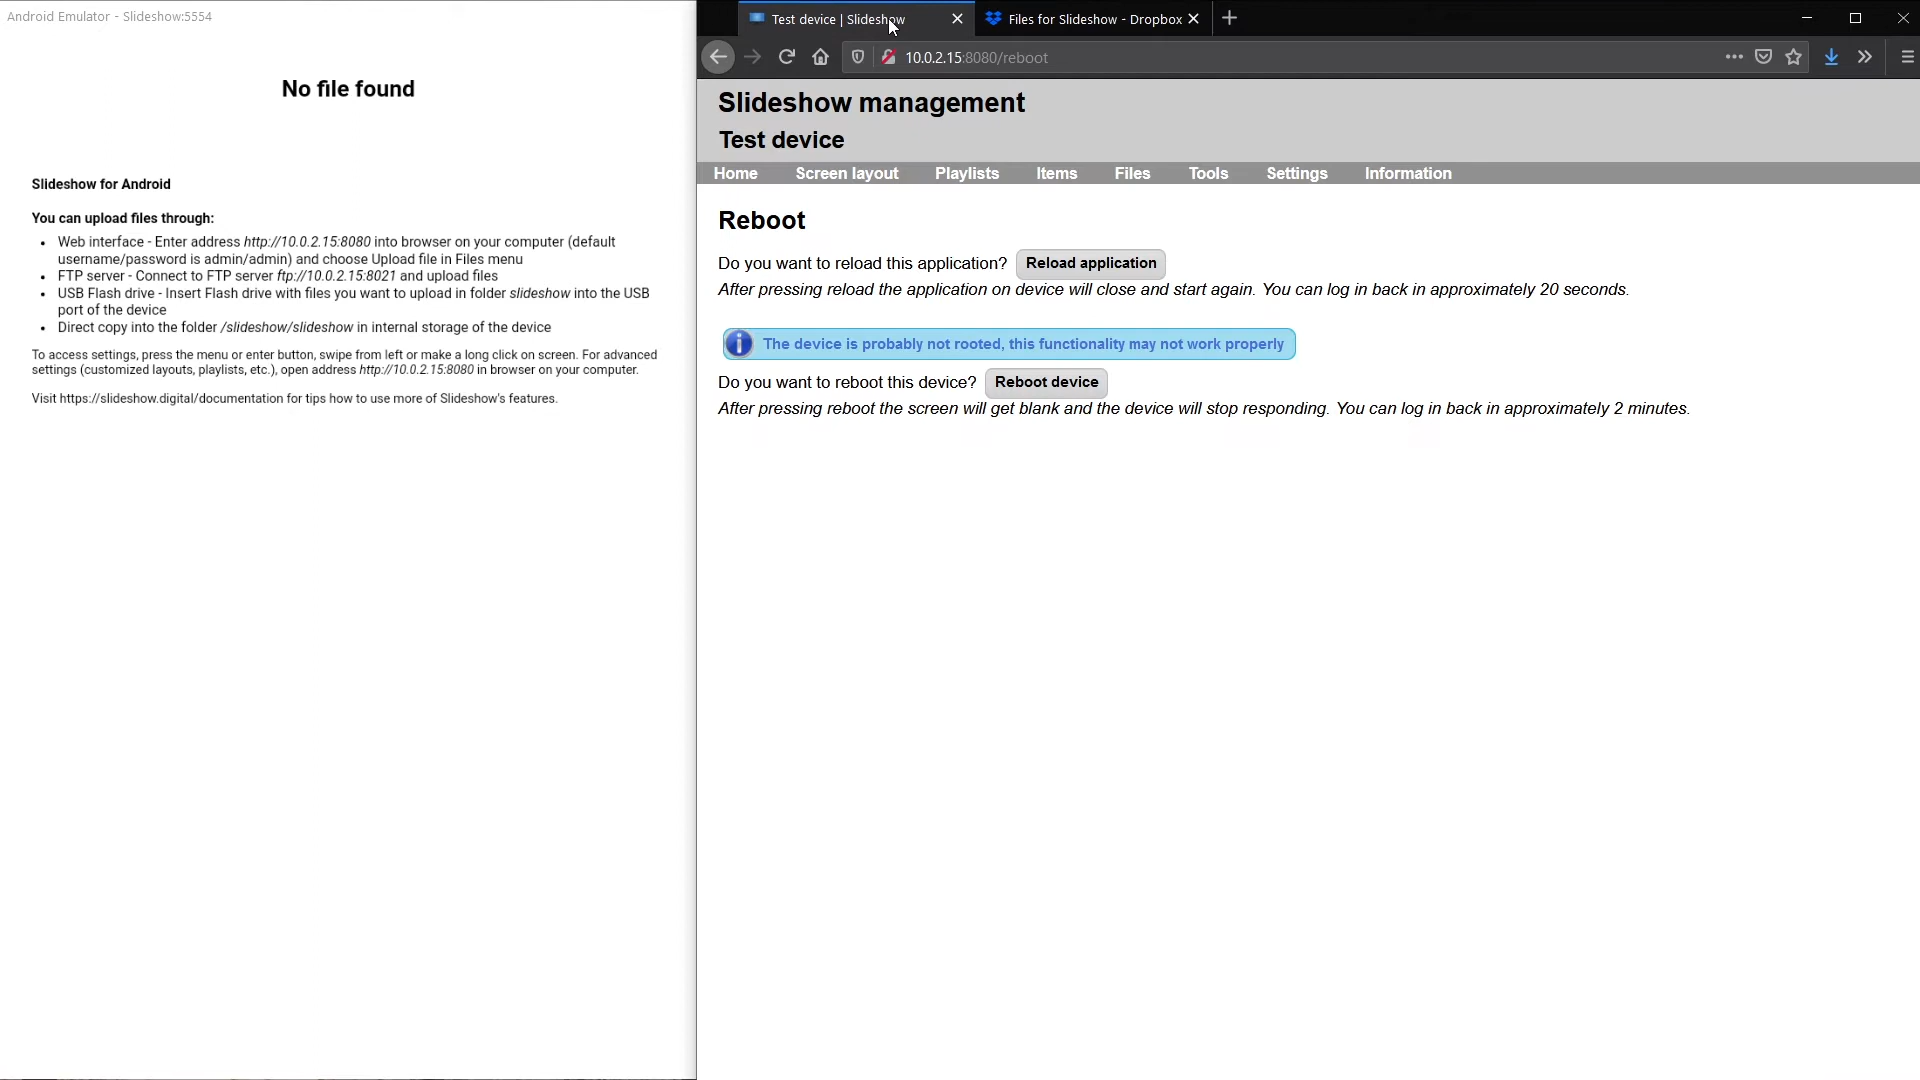 Android Emulator - Slideshow:5554
No file found
Slideshow for Android
You can upload files through:
• Web interface - Enter address http://10.0.2.15:8080 into browser on your computer (default
username/password is admin/admin) and choose Upload file in Files menu
• FTP server - Connect to FTP server ftp://10.0.2.15:8021 and upload files
• USB Flash drive - Insert Flash drive with files you want to upload in folder slideshow into the USB
port of the device
• Direct copy into the folder /slideshow/slideshow in internal storage of the device
To access settings, press the menu or enter button, swipe from left or make a long click on screen. For advanced
settings (customized layouts, playlists, etc.), open address http://10.0.2.15:8080 in browser on your computer.
Visit https://slideshow.digital/documentation for tips how to use more of Slideshow's features.
Test device | Slideshow
Files for Slideshow - Dropbox
10.0.2.15:8080/reboot
Slideshow management
Test device
Home Screen layout Playlists Items Files Tools Settings Information
Reboot
Do you want to reload this application? Reload application
After pressing reload the application on device will close and start again. You can log in back in approximately 20 seconds.
The device is probably not rooted, this functionality may not work properly
Do you want to reboot this device? Reboot device
After pressing reboot the screen will get blank and the device will stop responding. You can log in back in approximately 2 minutes.